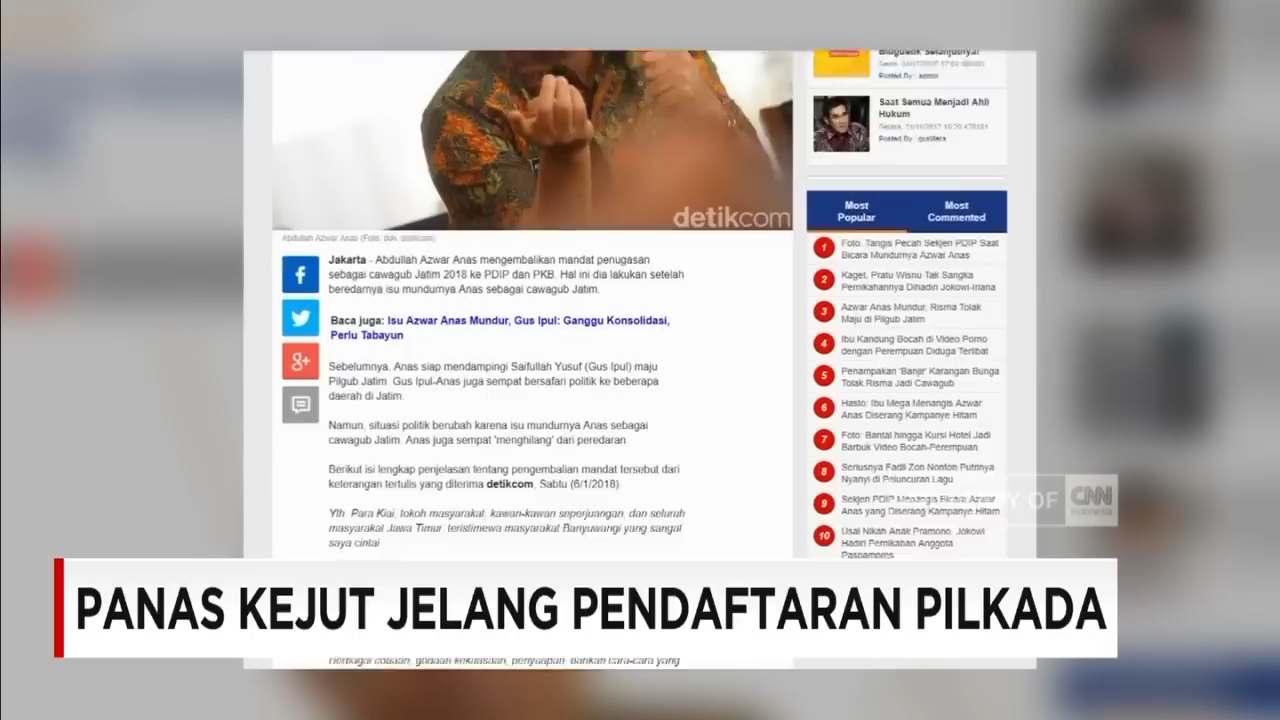 detikcom
Abdullah Azwar Anas (Foto: dok. detikcom)
Jakarta - Abdullah Azwar Anas mengembalikan mandat penugasan
sebagai cawagub Jatim 2018 ke PDIP dan PKB. Hal ini dia lakukan setelah
beredarnya isu mundurnya Anas sebagai cawagub Jatim.
Baca juga: Isu Azwar Anas Mundur, Gus Ipul: Ganggu Konsolidasi,
Perlu Tabayun
Sebelumnya, Anas siap mendampingi Saifullah Yusuf (Gus Ipul) maju
Pilgub Jatim. Gus Ipul-Anas juga sempat bersafari politik ke beberapa
daerah di Jatim.
Namun, situasi politik berubah karena isu mundurnya Anas sebagai
cawagub Jatim. Anas juga sempat 'menghilang' dari peredaran.
Berikut isi lengkap penjelasan tentang pengembalian mandat tersebut dari
keterangan tertulis yang diterima detikcom, Sabtu (6/1/2018).
Yth. Para Kiai, tokoh masyarakat, kawan-kawan seperjuangan, dan seluruh
masyarakat Jawa Timur, teristimewa masyarakat Banyuwangi yang sangat
saya cintai
Posted By: admin
Saat Semua Menjadi Ahli
Hukum
Posted By:
Most
Popular
Most
Commented
1 Foto: Tangis Pecah Sekjen PDIP Saat
Bicara Mundurnya Azwar Anas
2 Kaget, Pratu Wisnu Tak Sangka
Pernikahannya Dihadiri Jokowi-Iriana
3 Azwar Anas Mundur, Risma Tolak
Maju di Pilgub Jatim
4 Ibu Kandung Bocah di Video Porno
dengan Perempuan Diduga Terlibat
5 Penampakan 'Banjir' Karangan Bunga
Tolak Risma Jadi Cawagub
6 Hasto: Ibu Mega Menangis Azwar
Anas Diserang Kampanye Hitam
7 Foto: Bantal hingga Kursi Hotel Jadi
Barbuk Video Bocah-Perempuan
8 Seriusnya Fadli Zon Nonton Putrinya
Nyanyi di Peluncuran Lagu
9 Sekjen PDIP Menangis Bicara Azwar
Anas yang Diserang Kampanye Hitam
10 Usai Nikah Anak Pramono, Jokowi
Hadiri Pernikahan Anggota
Paspampres
OF
CNN
Indonesia
PANAS KEJUT JELANG PENDAFTARAN PILKADA